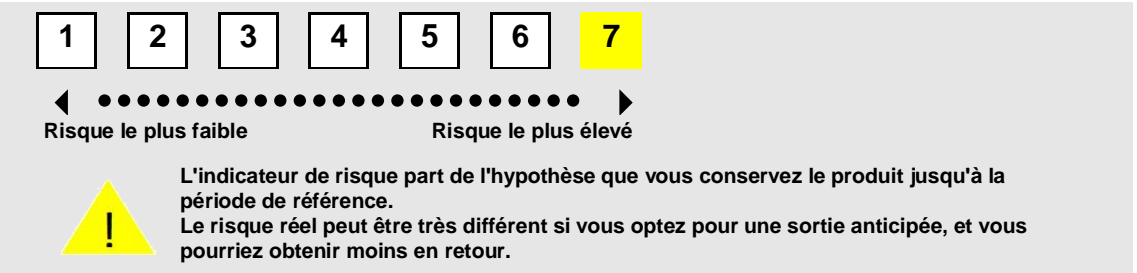 1 2 3 4 5 6 7
Risque le plus faible Risque le plus élevé
L'indicateur de risque part de l'hypothèse que vous conservez le produit jusqu'à la
période de référence.
Le risque réel peut être très différent si vous optez pour une sortie anticipée, et vous
pourriez obtenir moins en retour.
!